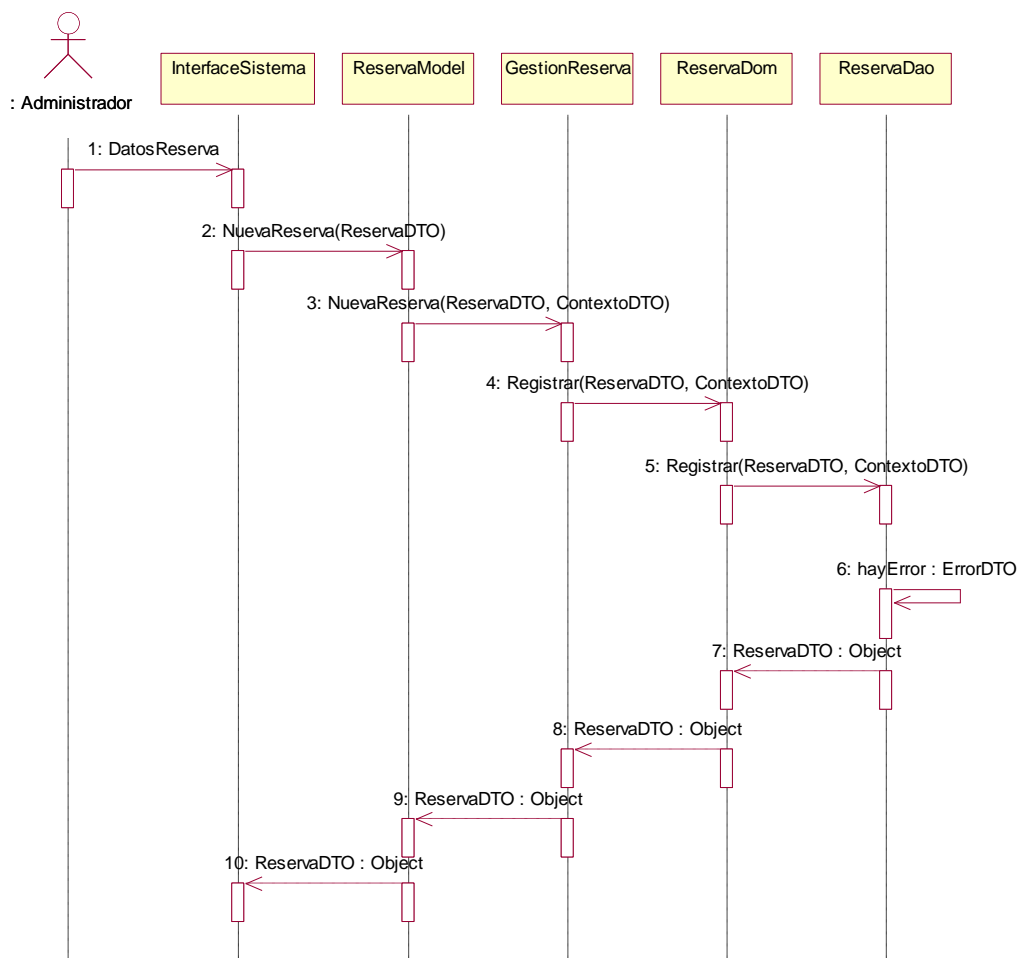 : Administrador
InterfaceSistema
ReservaModel
GestionReserva
ReservaDom
ReservaDao
1: DatosReserva
2: NuevaReserva(ReservaDTO)
3: NuevaReserva(ReservaDTO, ContextoDTO)
4: Registrar(ReservaDTO, ContextoDTO)
5: Registrar(ReservaDTO, ContextoDTO)
6: hayError : ErrorDTO
7: ReservaDTO : Object
8: ReservaDTO : Object
9: ReservaDTO : Object
10: ReservaDTO : Object